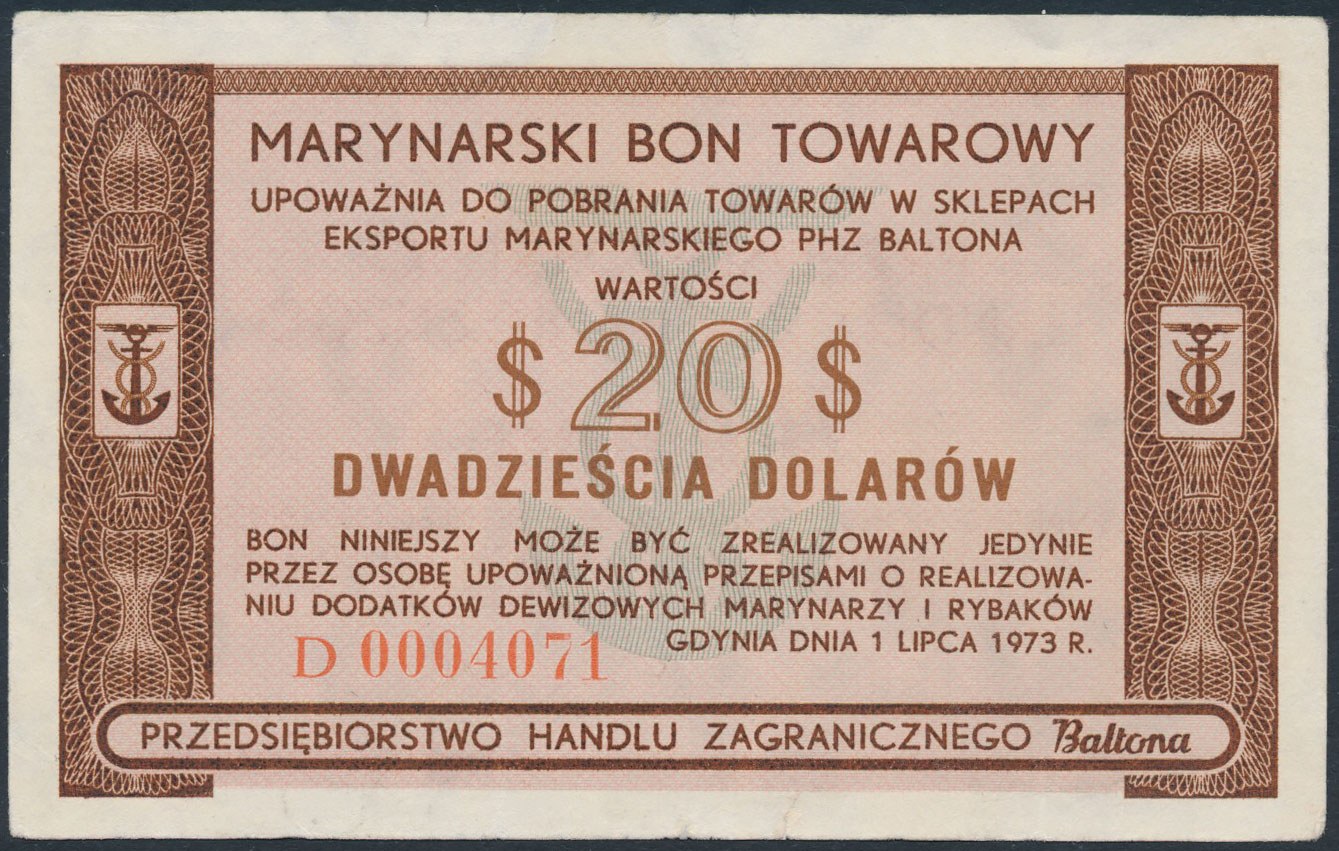 MARYNARSKI BON TOWAROWY
UPOWAŻNIA DO POBRANIA TOWARÓW W SKLEPACH
EKSPORTU MARYNARSKIEGO PHZ BALTONA
WARTOŚCI
$ 20 $
DWADZIEŚCIA DOLARÓW
BON NINIEJSZY MOŻE BYĆ ZREALIZOWANY JEDYNIE
PRZEZ OSOBĘ UPOWAŻNIONĄ PRZEPISAMI O REALIZOWA-
NIU DODATKÓW DEWIZOWYCH MARYNARZY I RYBAKÓW
GDYNIA DNIA 1 LIPCA 1973 R.
D 0004071
PRZEDSIĘBIORSTWO HANDLU ZAGRANICZNEGO Baltona